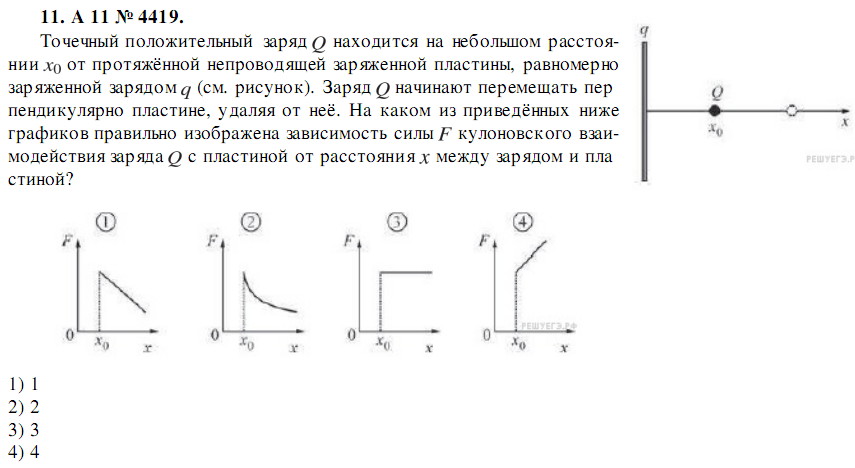 11. А 11 № 4419.
Точечный положительный заряд Q находится на небольшом расстоя-
нии x₀ от протяжённой непроводящей заряженной пластины, равномерно
заряженной зарядом q (см. рисунок). Заряд Q начинают перемещать пер
пендикулярно пластине, удаляя от неё. На каком из приведённых ниже
графиков правильно изображена зависимость силы F кулоновского взаи-
модействия заряда Q с пластиной от расстояния x между зарядом и пла
стиной?
q
Q
x₀
x
РЕШУЕГЭ.Р
1
2
3
4
F
F
F
F
0
x₀
x
0
x₀
x
0
x₀
x
0
x₀
x
РЕШУЕГЭ.РФ
1) 1
2) 2
3) 3
4) 4